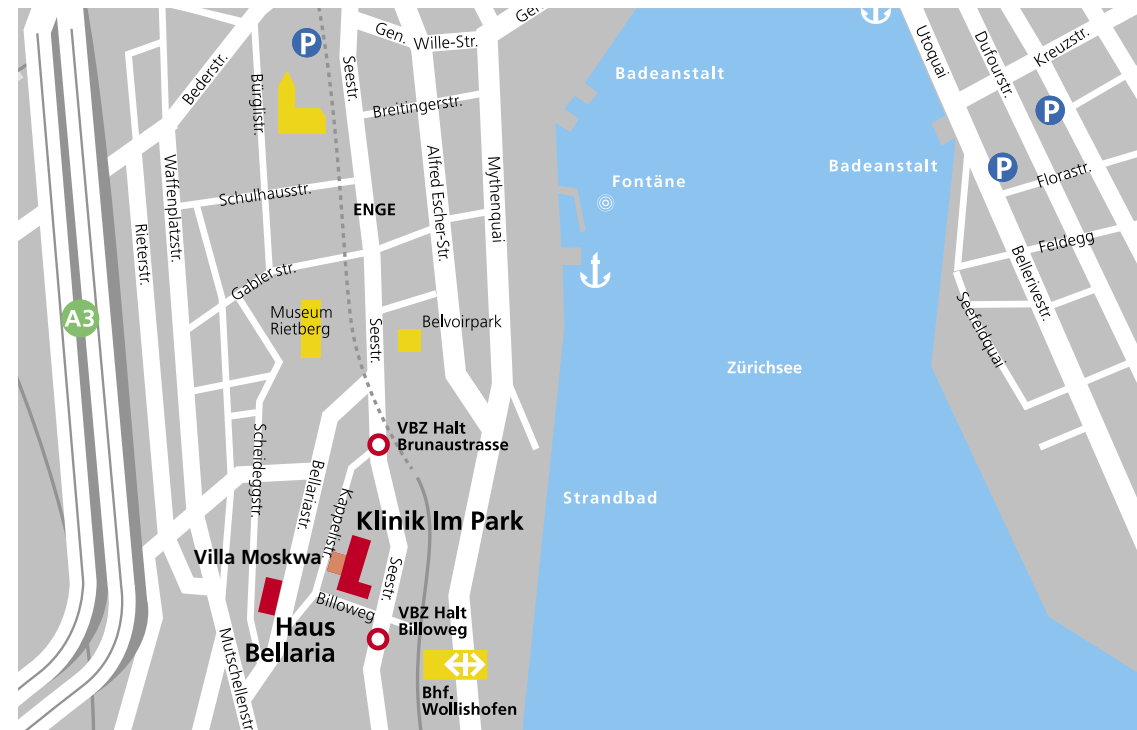 Gen. Wille-Str.
Gen
P
Seestr.
Bederstr.
Bürglistr.
Breitingerstr.
Badeanstalt
Utoquai
Dufourstr.
Kreuzstr.
P
P
Badeanstalt
Florastr.
Waffenplatzstr.
Schulhausstr.
ENGE
Alfred Escher-Str.
Mythenquai
Fontäne
Rieterstr.
Gablerstr.
Feldegg
Bellerivestr.
Seefeldquai
A3
Museum
Rietberg
Seestr.
Belvoirpark
Zürichsee
VBZ Halt
Brunaustrasse
Scheideggstr.
Bellariastr.
Kappelistr.
Strandbad
Klinik Im Park
Villa Moskwa
Seestr.
Billoweg
VBZ Halt
Billoweg
Haus
Bellaria
Mutschellenstr
Bhf.
Wollishofen